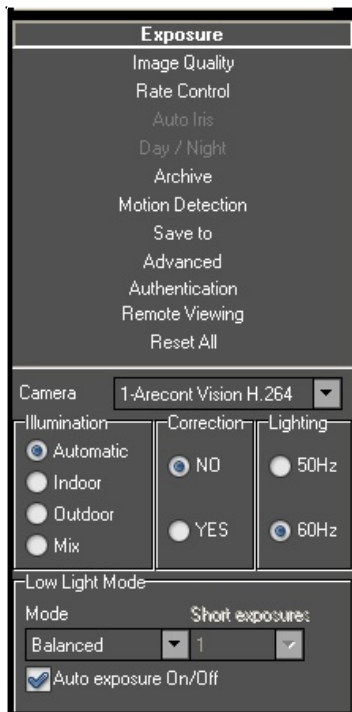 Exposure
Image Quality
Rate Control
Auto Iris
Day / Night
Archive
Motion Detection
Save to
Advanced
Authentication
Remote Viewing
Reset All
Camera 1-Arecont Vision H.264
Illumination Correction Lighting
Automatic NO 50Hz
Indoor
Outdoor YES 60Hz
Mix
Low Light Mode
Mode Short exposure:
Balanced 1
Auto exposure On/Off